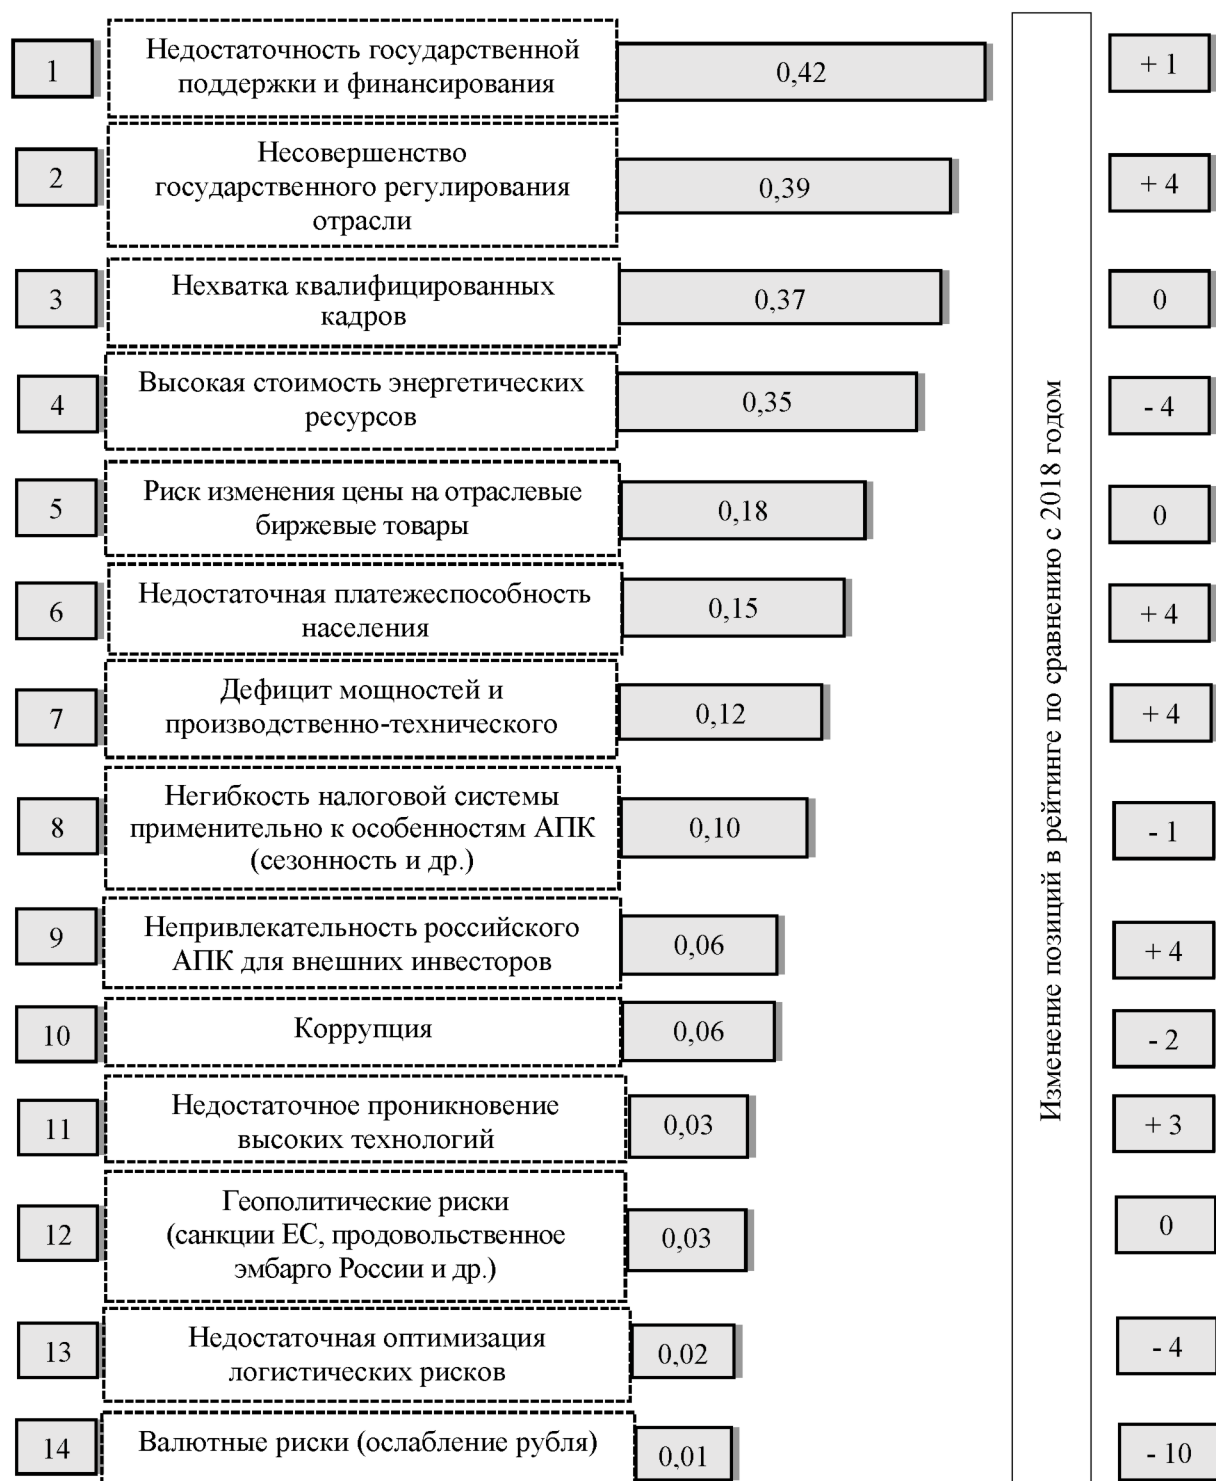 1
Недостаточность государственной
поддержки и финансирования
0,42
+ 1
2
Несовершенство
государственного регулирования
отрасли
0,39
+ 4
3
Нехватка квалифицированных
кадров
0,37
0
4
Высокая стоимость энергетических
ресурсов
0,35
- 4
5
Риск изменения цены на отраслевые
биржевые товары
0,18
0
6
Недостаточная платежеспособность
населения
0,15
+ 4
7
Дефицит мощностей и
производственно-технического
0,12
+ 4
8
Негибкость налоговой системы
применительно к особенностям АПК
(сезонность и др.)
0,10
- 1
9
Непривлекательность российского
АПК для внешних инвесторов
0,06
+ 4
10
Коррупция
0,06
- 2
11
Недостаточное проникновение
высоких технологий
0,03
+ 3
12
Геополитические риски
(санкции ЕС, продовольственное
эмбарго России и др.)
0,03
0
13
Недостаточная оптимизация
логистических рисков
0,02
- 4
14
Валютные риски (ослабление рубля)
0,01
- 10
Изменение позиций в рейтинге по сравнению с 2018 годом